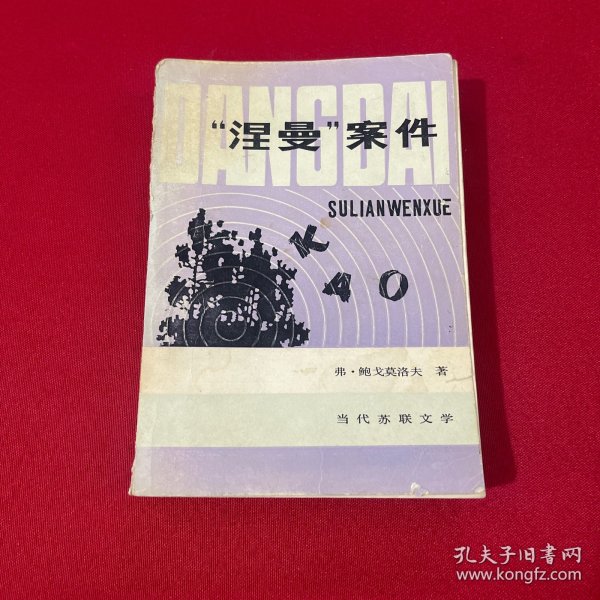 DANGDAI
“涅曼”案件
SULIANWENXUE
K
40
弗·鲍戈莫洛夫 著
当代苏联文学
孔夫子旧书网
www.kongfz.com